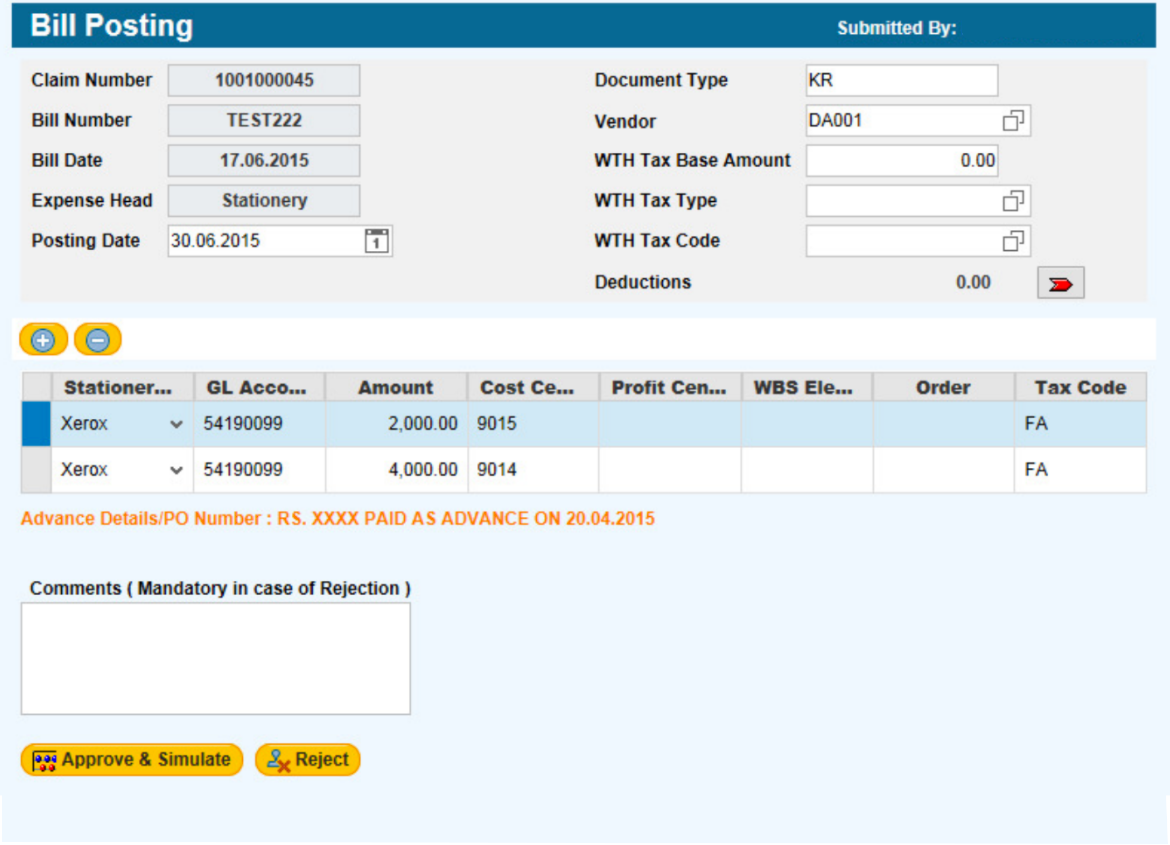 Bill Posting Submitted By:
Claim Number 1001000045 Document Type KR
Bill Number TEST222 Vendor DA001
Bill Date 17.06.2015 WTH Tax Base Amount 0.00
Expense Head Stationery WTH Tax Type
Posting Date 30.06.2015 1 WTH Tax Code
Deductions 0.00
Stationer... GL Acco... Amount Cost Ce... Profit Cen... WBS Ele... Order Tax Code
Xerox 54190099 2,000.00 9015 FA
Xerox 54190099 4,000.00 9014 FA
Advance Details/PO Number : RS. XXXX PAID AS ADVANCE ON 20.04.2015
Comments ( Mandatory in case of Rejection )
Approve & Simulate Reject